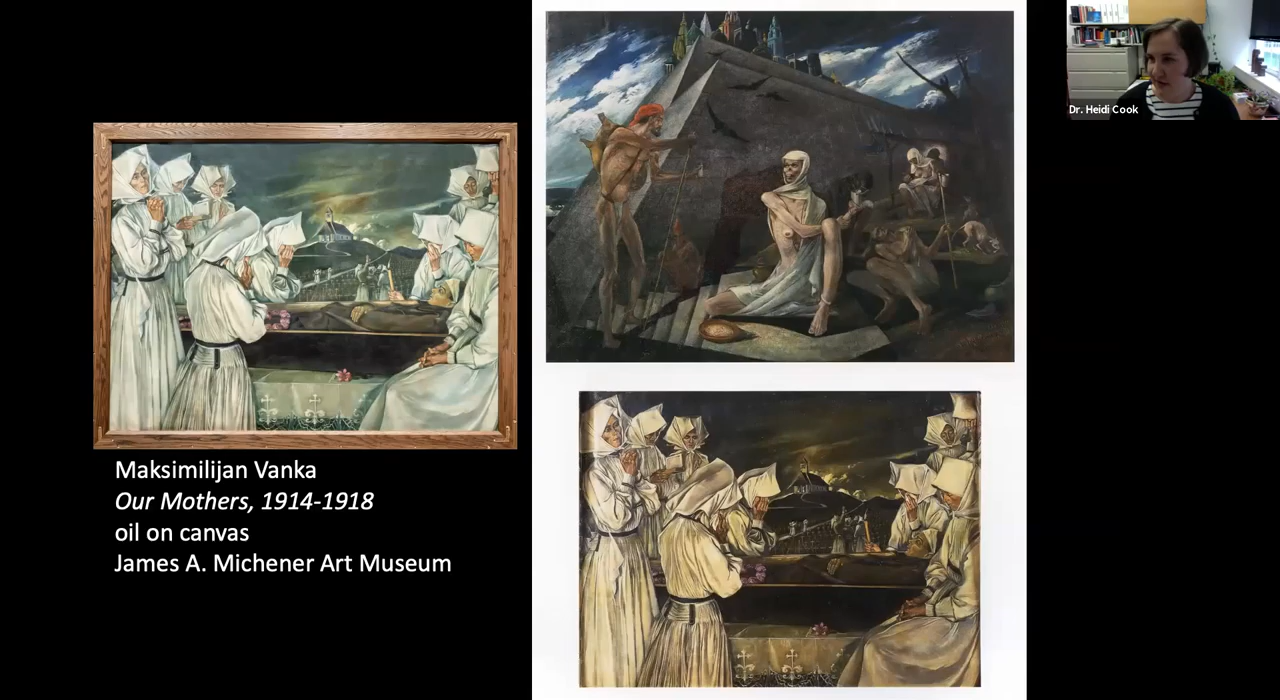 Maksimilijan Vanka
Our Mothers, 1914-1918
oil on canvas
James A. Michener Art Museum
Dr. Heidi Cook